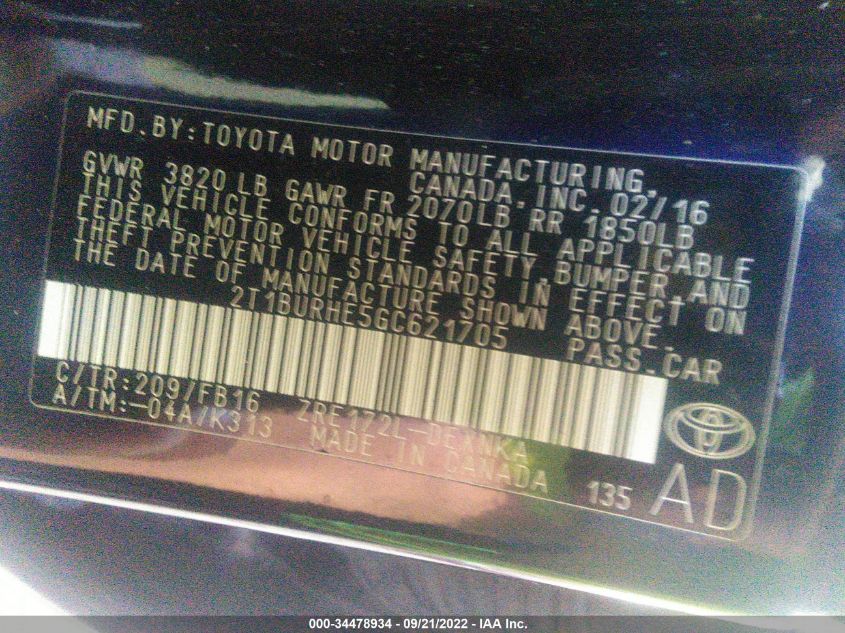 MFD.BY:TOYOTA MOTOR MANUFACTURING,
CANADA.INC.02/16
GVWR 3820LB GAWR FR 2070LB RR 1850LB
THIS VEHICLE CONFORMS TO ALL APPLICABLE
FEDERAL MOTOR VEHICLE SAFETY,BUMPER AND
THEFT PREVENTION STANDARDS IN EFFECT ON
THE DATE OF MANUFACTURE SHOWN ABOVE.
2T1BURHE5GC621705 PASS.CAR
C/TR:209/FB16 ZRE172L-DEXNKA
A/TM:-04A/K313 MADE IN CANADA
135 AD
000-34478934 - 09/21/2022 - IAA Inc.